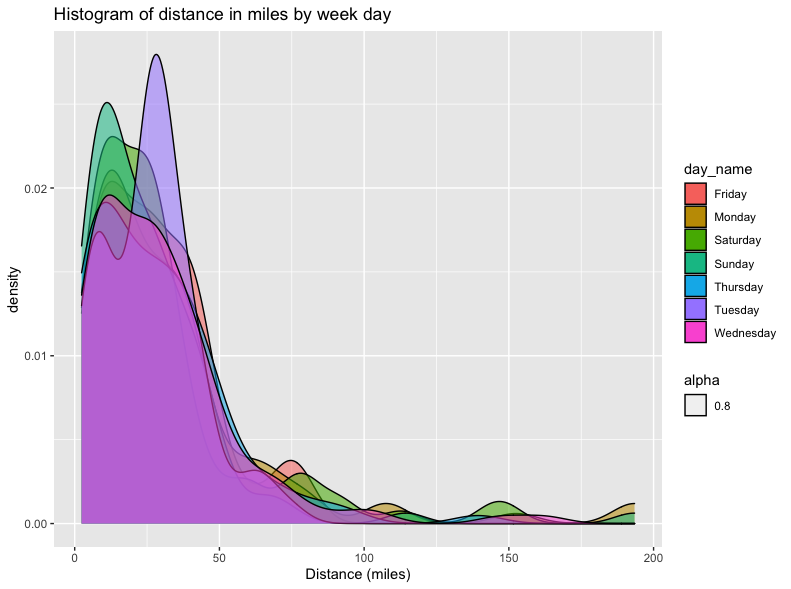 Histogram of distance in miles by week day
density
0.02
0.01
0.00
0
50
100
150
200
Distance (miles)
day_name
Friday
Monday
Saturday
Sunday
Thursday
Tuesday
Wednesday
alpha
0.8